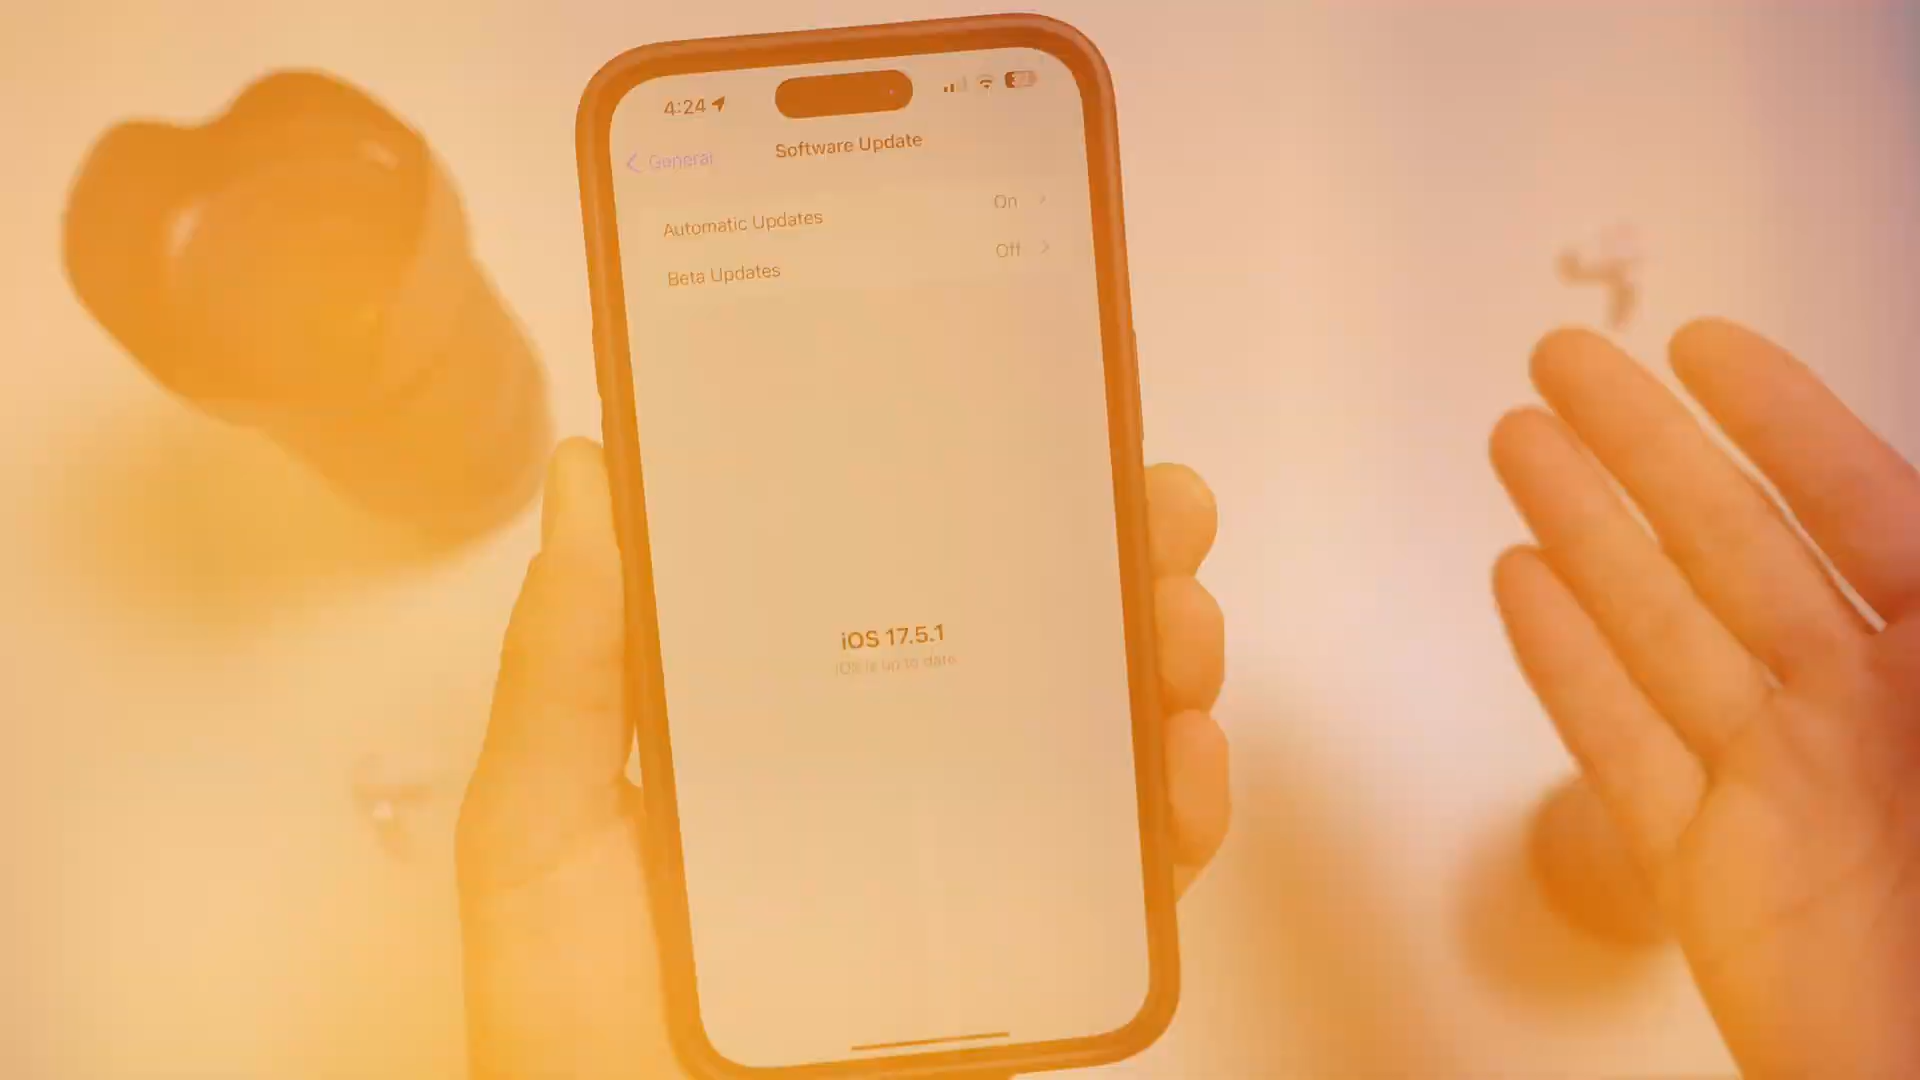 4:24
General
Software Update
Automatic Updates On
Beta Updates Off
iOS 17.5.1
iOS is up to date